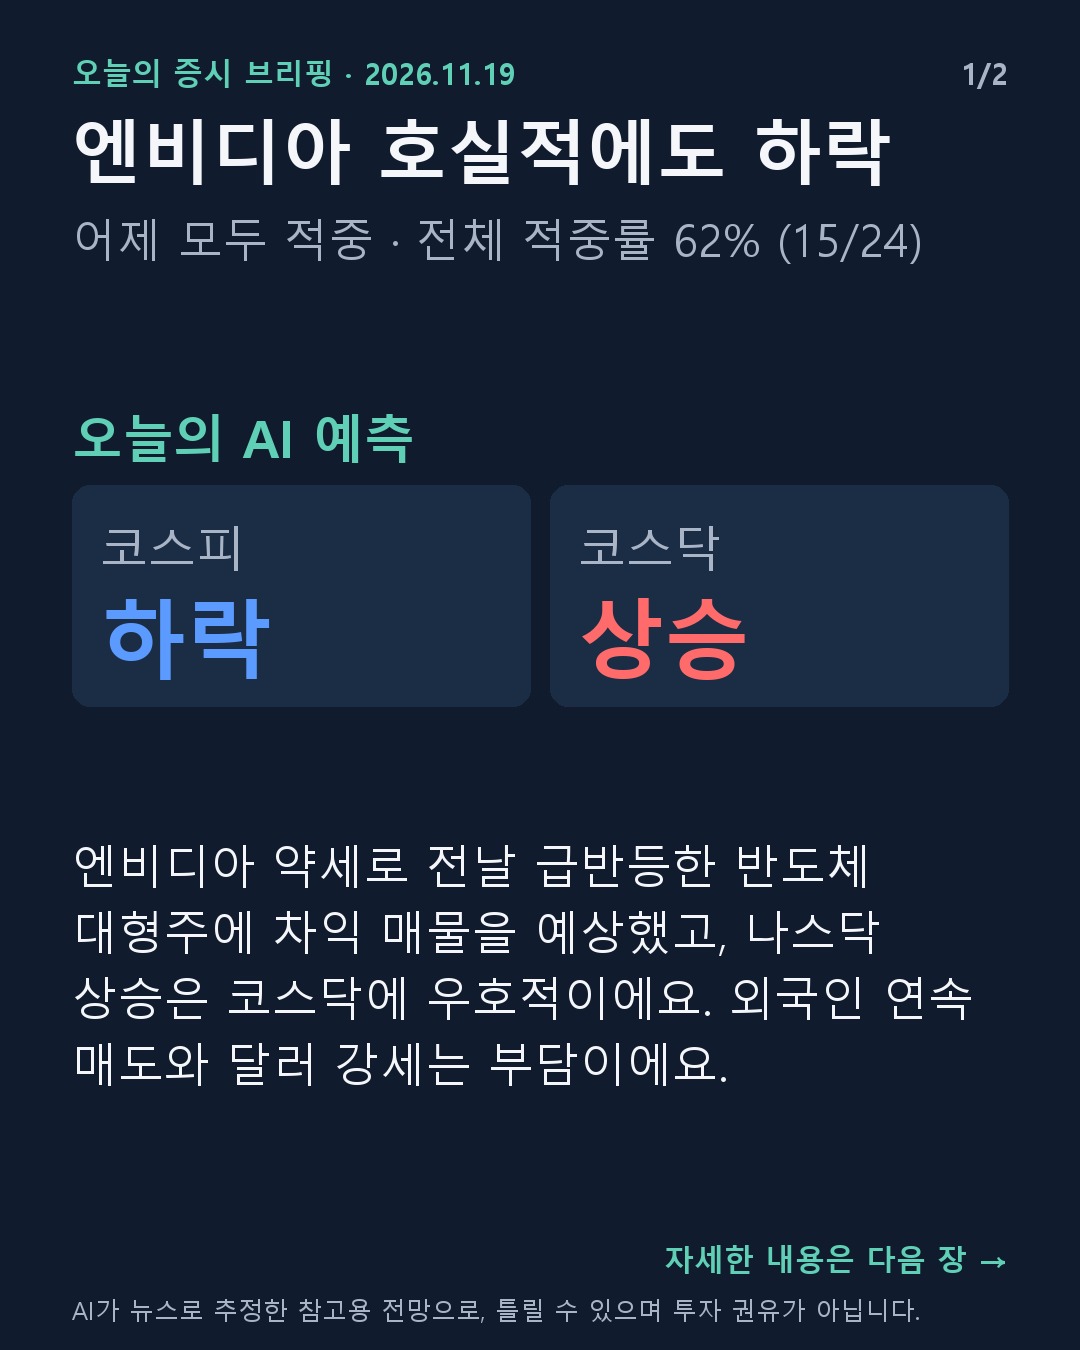 오늘의 증시 브리핑 · 2026.11.19
1/2
엔비디아 호실적에도 하락
어제 모두 적중 · 전체 적중률 62% (15/24)
오늘의 AI 예측
코스피
하락
코스닥
상승
엔비디아 약세로 전날 급반등한 반도체
대형주에 차익 매물을 예상했고, 나스닥
상승은 코스닥에 우호적이에요. 외국인 연속
매도와 달러 강세는 부담이에요.
자세한 내용은 다음 장 →
AI가 뉴스로 추정한 참고용 전망으로, 틀릴 수 있으며 투자 권유가 아닙니다.